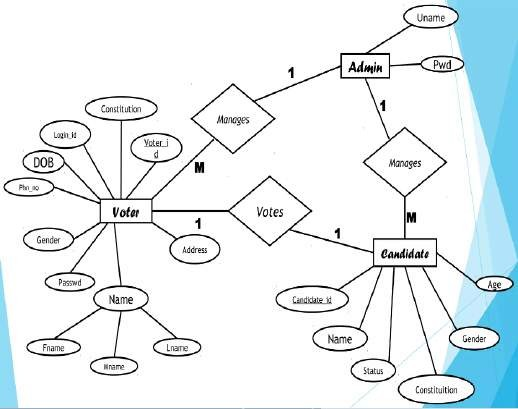 Uname
Admin
Pwd
1
1
Constitution
Manages
Login_id
Voter_i
d
DOB
Manages
M
Phn_no
Voter
1
Votes
M
1
Gender
Address
Candidate
Passwd
Age
Name
Candidate_id
Name
Gender
Fname
Lname
Mname
Status
Constituition